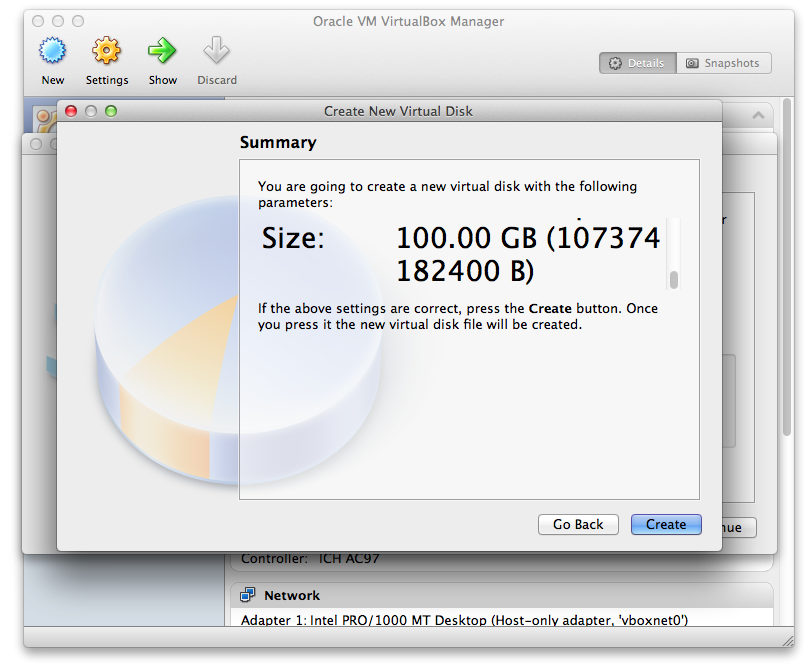 Oracle VM VirtualBox Manager
New
Settings
Show
Discard
Details
Snapshots
Create New Virtual Disk
Summary
You are going to create a new virtual disk with the following
parameters:
Size: 100.00 GB (107374
182400 B)
If the above settings are correct, press the Create button. Once
you press it the new virtual disk file will be created.
Go Back
Create
Controller: ICH AC97
Network
Adapter 1: Intel PRO/1000 MT Desktop (Host-only adapter, 'vboxnet0')